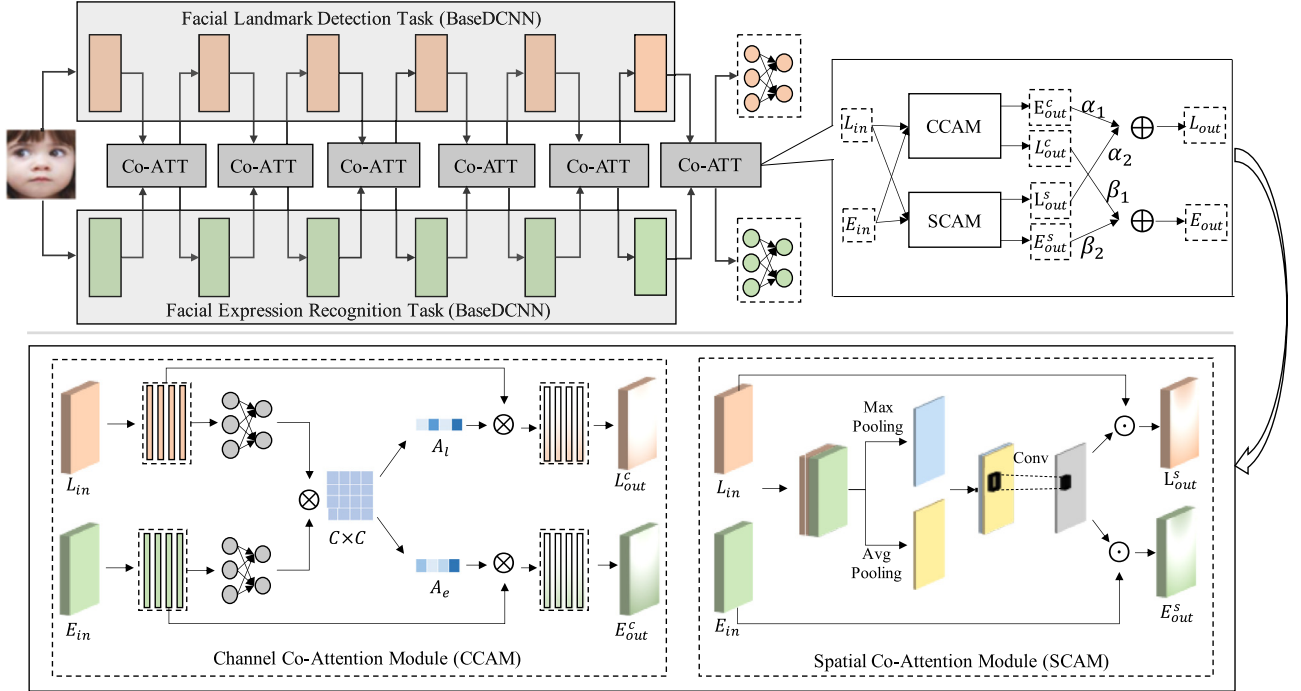 Facial Landmark Detection Task (BaseDCNN)
Co-ATT
Co-ATT
Co-ATT
Co-ATT
Co-ATT
Co-ATT
Facial Expression Recognition Task (BaseDCNN)
L_in
E_in
CCAM
SCAM
E^c_out
L^c_out
L^s_out
E^s_out
α_1
α_2
β_1
β_2
L_out
E_out
L_in
E_in
C×C
A_l
A_e
L^c_out
E^c_out
Channel Co-Attention Module (CCAM)
L_in
E_in
Max
Pooling
Avg
Pooling
Conv
L^s_out
E^s_out
Spatial Co-Attention Module (SCAM)